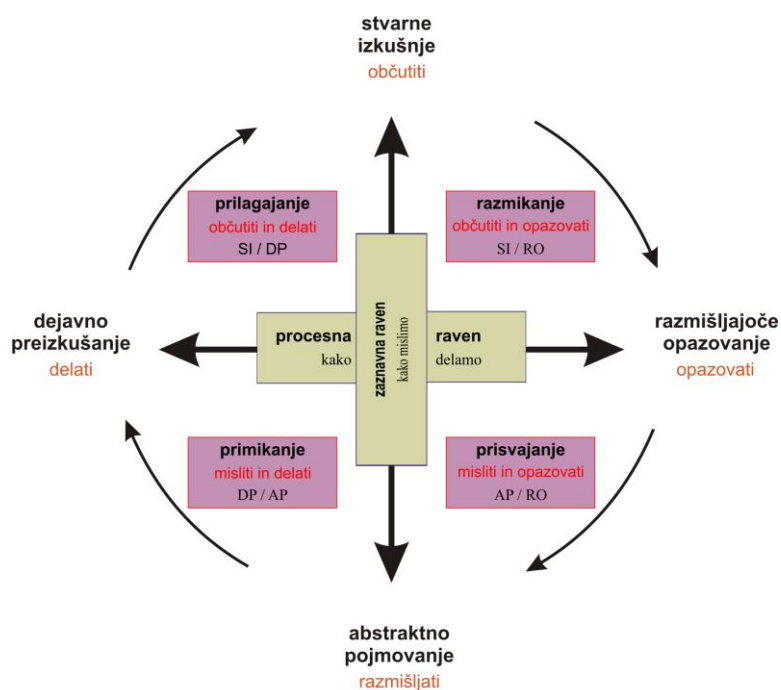 stvarne
izkušnje
občutiti
prilagajanje
občutiti in delati
SI / DP
razmikanje
občutiti in opazovati
SI / RO
dejavno
preizkušanje
delati
procesna
kako
zaznavna raven
kako mislimo
raven
delamo
razmišljajoče
opazovanje
opazovati
primikanje
misliti in delati
DP / AP
prisvajanje
misliti in opazovati
AP / RO
abstraktno
pojmovanje
razmišljati